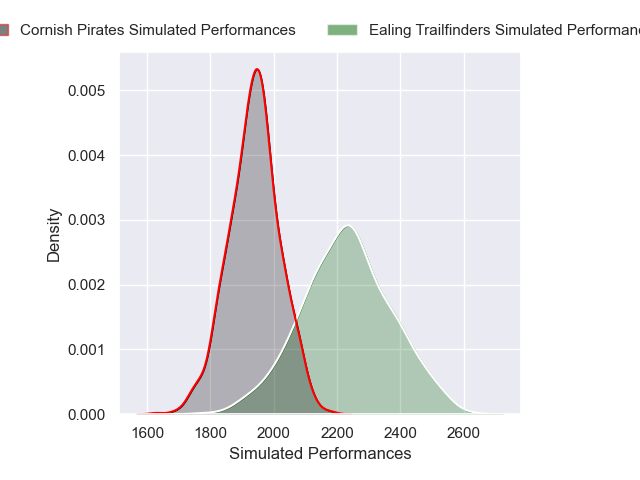 Cornish Pirates Simulated Performances
Ealing Trailfinders Simulated
0.005
0.004
0.003
0.002
0.001
0.000
Density
1600 1800 2000 2200 2400 2600
Simulated Performances